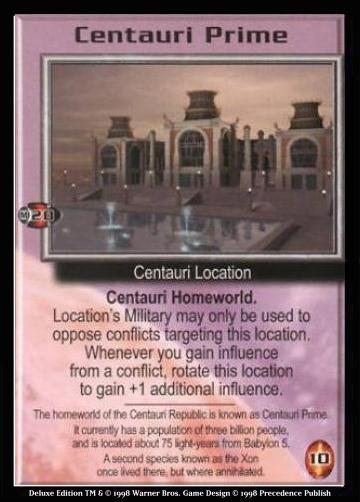 Centauri Prime
M 20
Centauri Location
Centauri Homeworld.
Location's Military may only be used to
oppose conflicts targeting this location.
Whenever you gain influence
from a conflict, rotate this location
to gain +1 additional influence.
The homeworld of the Centauri Republic is known as Centauri Prime.
It currently has a population of three billion people,
and is located about 75 light-years from Babylon 5.
A second species known as the Xon
once lived there, but where annihilated.
10
Deluxe Edition TM & © 1998 Warner Bros. Game Design © 1998 Precedence Publish